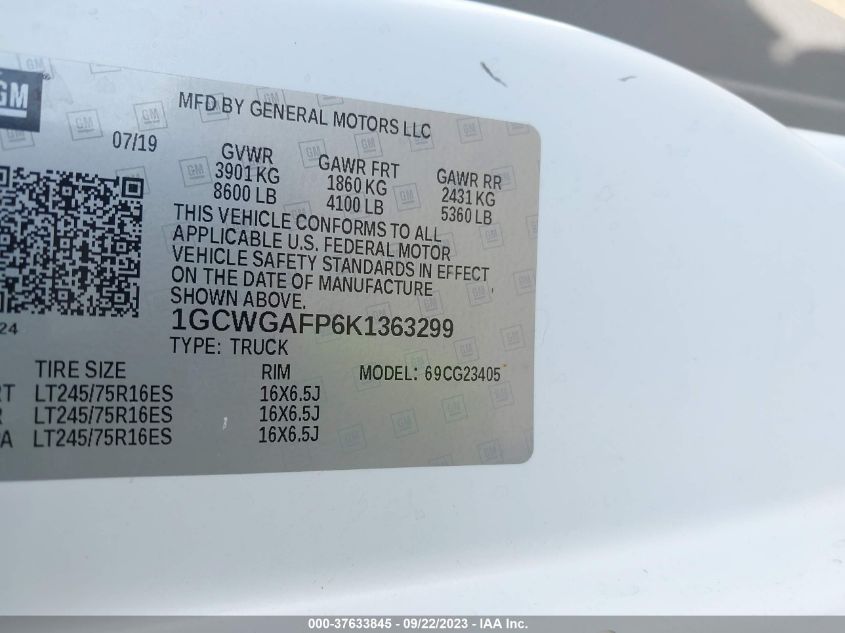 GM
MFD BY GENERAL MOTORS LLC
07/19
GVWR GAWR FRT GAWR RR
3901 KG 1860 KG 2431 KG
8600 LB 4100 LB 5360 LB
THIS VEHICLE CONFORMS TO ALL
APPLICABLE U.S. FEDERAL MOTOR
VEHICLE SAFETY STANDARDS IN EFFECT
ON THE DATE OF MANUFACTURE
SHOWN ABOVE.
1GCWGAFP6K1363299
TYPE: TRUCK
TIRE SIZE RIM MODEL: 69CG23405
LT245/75R16ES 16X6.5J
LT245/75R16ES 16X6.5J
LT245/75R16ES 16X6.5J
000-37633845 - 09/22/2023 - IAA Inc.